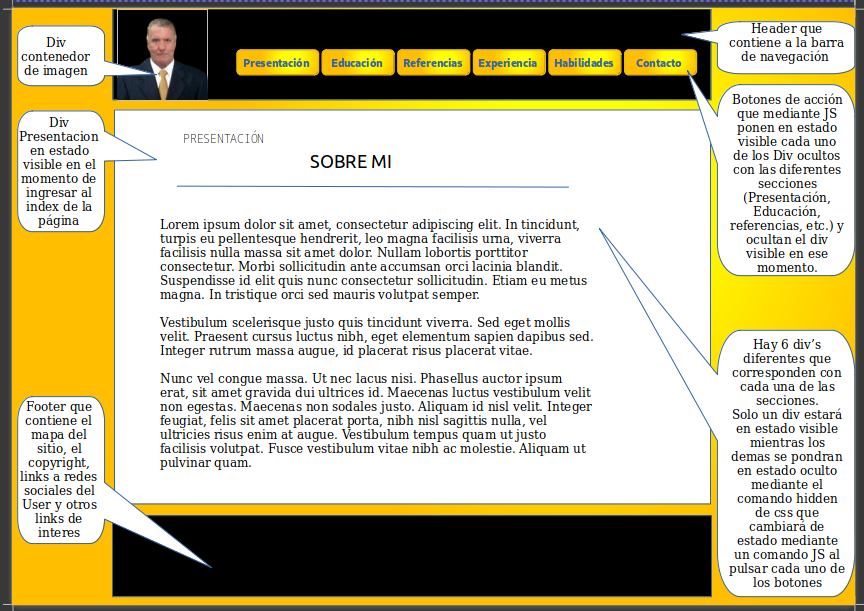 Div
contenedor
de imagen
Presentación
Educación
Referencias
Experiencia
Habilidades
Contacto
Header que
contiene a la barra
de navegación
Div
Presentacion
en estado
visible en el
momento de
ingresar al
index de la
página
PRESENTACIÓN
SOBRE MI
Lorem ipsum dolor sit amet, consectetur adipiscing elit. In tincidunt,
turpis eu pellentesque hendrerit, leo magna facilisis urna, viverra
facilisis nulla massa sit amet dolor. Nullam lobortis porttitor
consectetur. Morbi sollicitudin ante accumsan orci lacinia blandit.
Suspendisse id elit quis nunc consectetur sollicitudin. Etiam eu metus
magna. In tristique orci sed mauris volutpat semper.
Vestibulum scelerisque justo quis tincidunt viverra. Sed eget mollis
velit. Praesent cursus luctus nibh, eget elementum sapien dapibus sed.
Integer rutrum massa augue, id placerat risus placerat vitae.
Nunc vel congue massa. Ut nec lacus nisi. Phasellus auctor ipsum
erat, sit amet gravida dui ultrices id. Maecenas luctus vestibulum velit
non egestas. Maecenas non sodales justo. Aliquam id nisl velit. Integer
feugiat, felis sit amet placerat porta, nibh nisl sagittis nulla, vel
ultricies risus enim at augue. Vestibulum tempus quam ut justo
facilisis volutpat. Fusce vestibulum vitae nibh ac molestie. Aliquam ut
pulvinar quam.
Botones de acción
que mediante JS
ponen en estado
visible cada uno
de los Div ocultos
con las diferentes
secciones
(Presentación,
Educación,
referencias, etc.) y
ocultan el div
visible en ese
momento.
Hay 6 div’s
diferentes que
corresponden con
cada una de las
secciones.
Solo un div estará
en estado visible
mientras los
demas se pondran
en estado oculto
mediante el
comando hidden
de css que
cambiará de
estado mediante
un comando JS al
pulsar cada uno de
los botones
Footer que
contiene el
mapa del
sitio, el
copyright,
links a redes
sociales del
User y otros
links de
interes